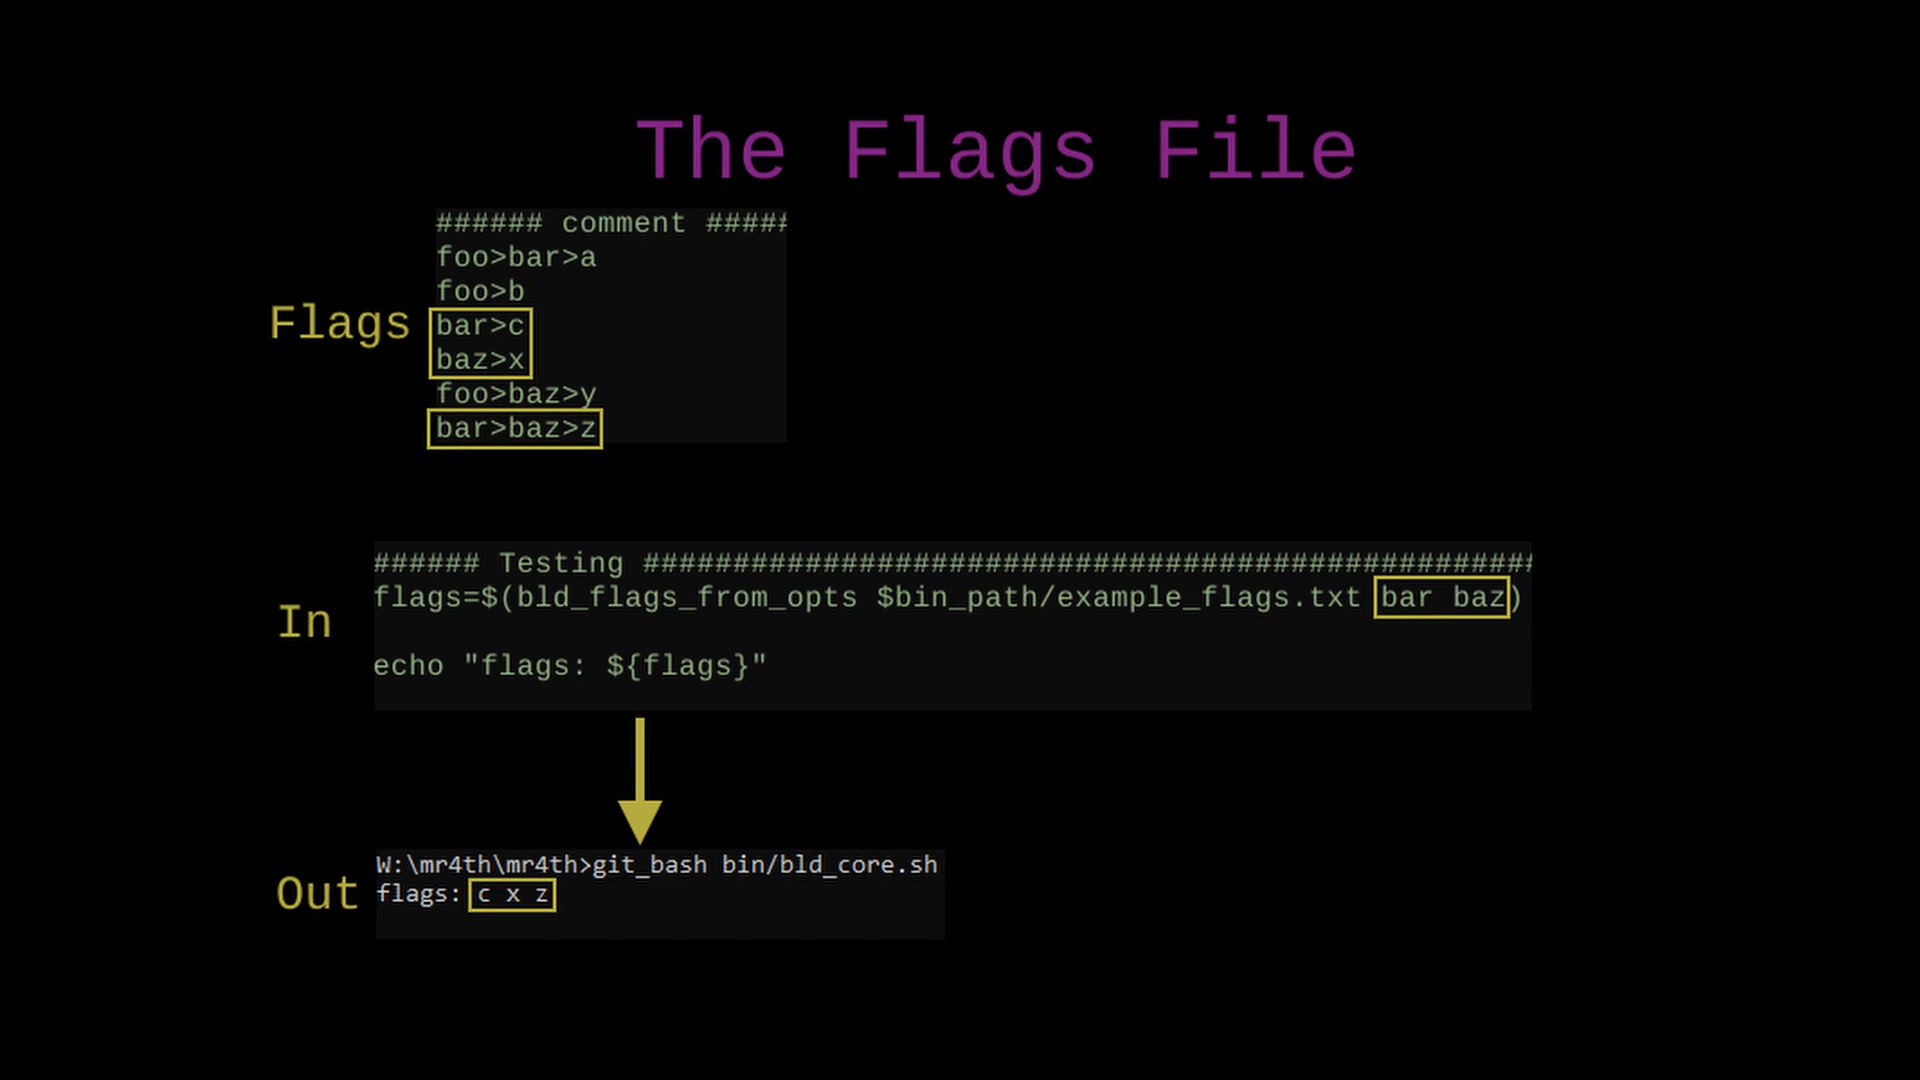 The Flags File
###### comment #####
foo>bar>a
foo>b
Flags
bar>c
baz>x
foo>baz>y
bar>baz>z
###### Testing ##################################################
flags=$(bld_flags_from_opts $bin_path/example_flags.txt bar baz)
In
echo "flags: ${flags}"
W:\mr4th\mr4th>git_bash bin/bld_core.sh
Out
flags: c x z